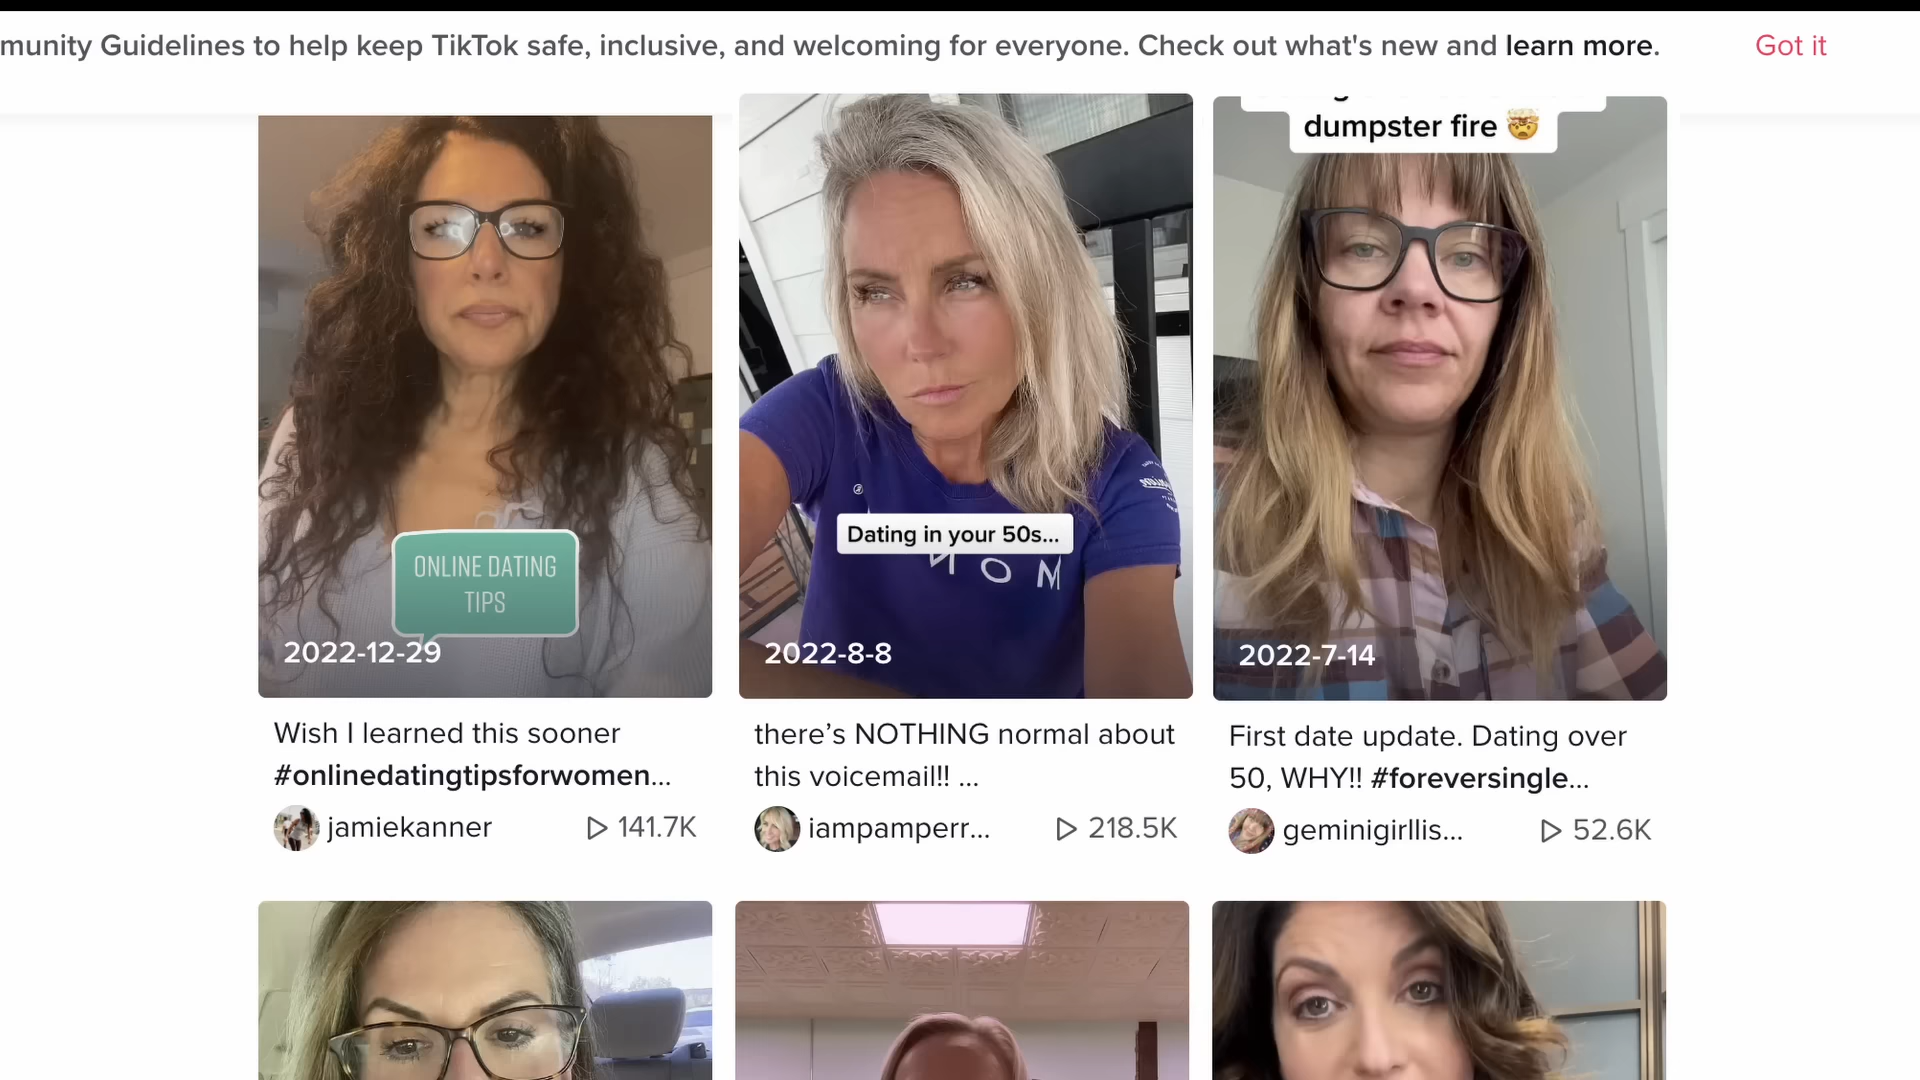 munity Guidelines to help keep TikTok safe, inclusive, and welcoming for everyone. Check out what's new and learn more.
Got it
ONLINE DATING
TIPS
2022-12-29
Wish I learned this sooner
#onlinedatingtipsforwomen...
jamiekanner
141.7K
Dating in your 50s...
MOM
2022-8-8
there's NOTHING normal about
this voicemail!! ...
iampamperr...
218.5K
dumpster fire 🤯
2022-7-14
First date update. Dating over
50, WHY!! #foreversingle...
geminigirllis...
52.6K